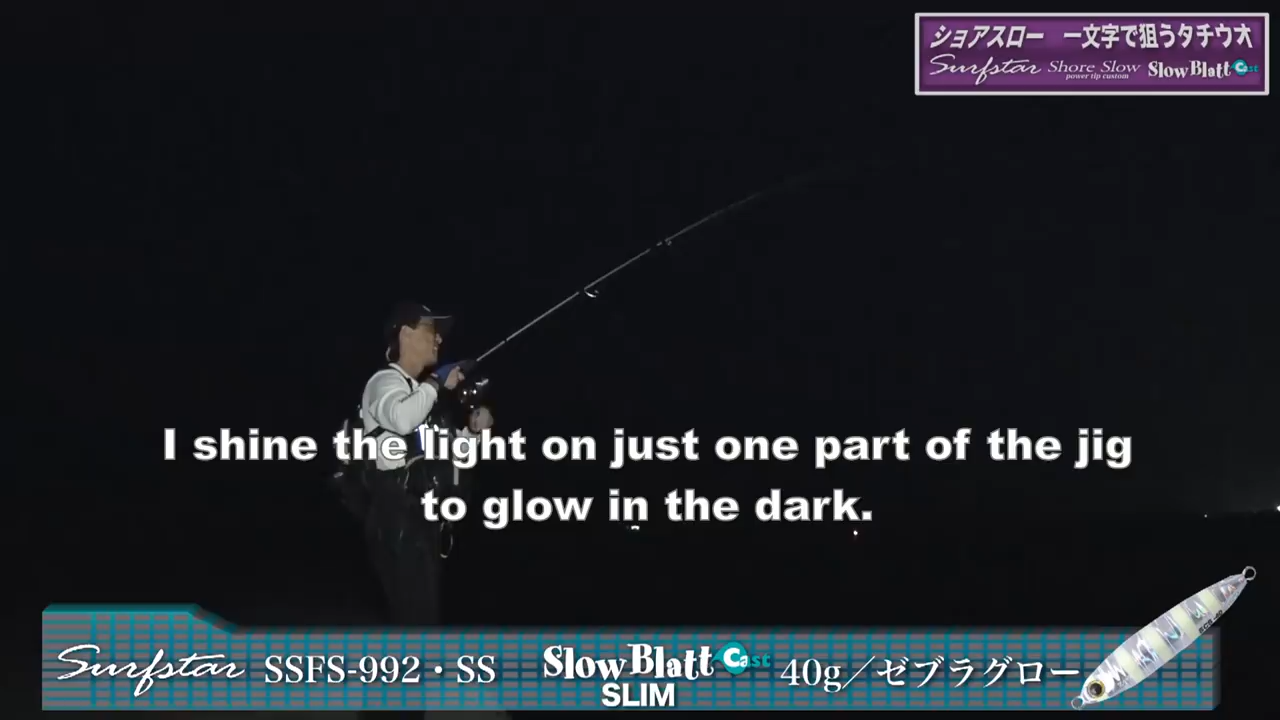 ショアスロー 一文字で狙うタチウオ
Surfstar Shore Slow power tip custom SlowBlatt Cast
I shine the light on just one part of the jig
to glow in the dark.
Surfstar SSFS-992・SS SlowBlatt Cast SLIM 40g／ゼブラグロー